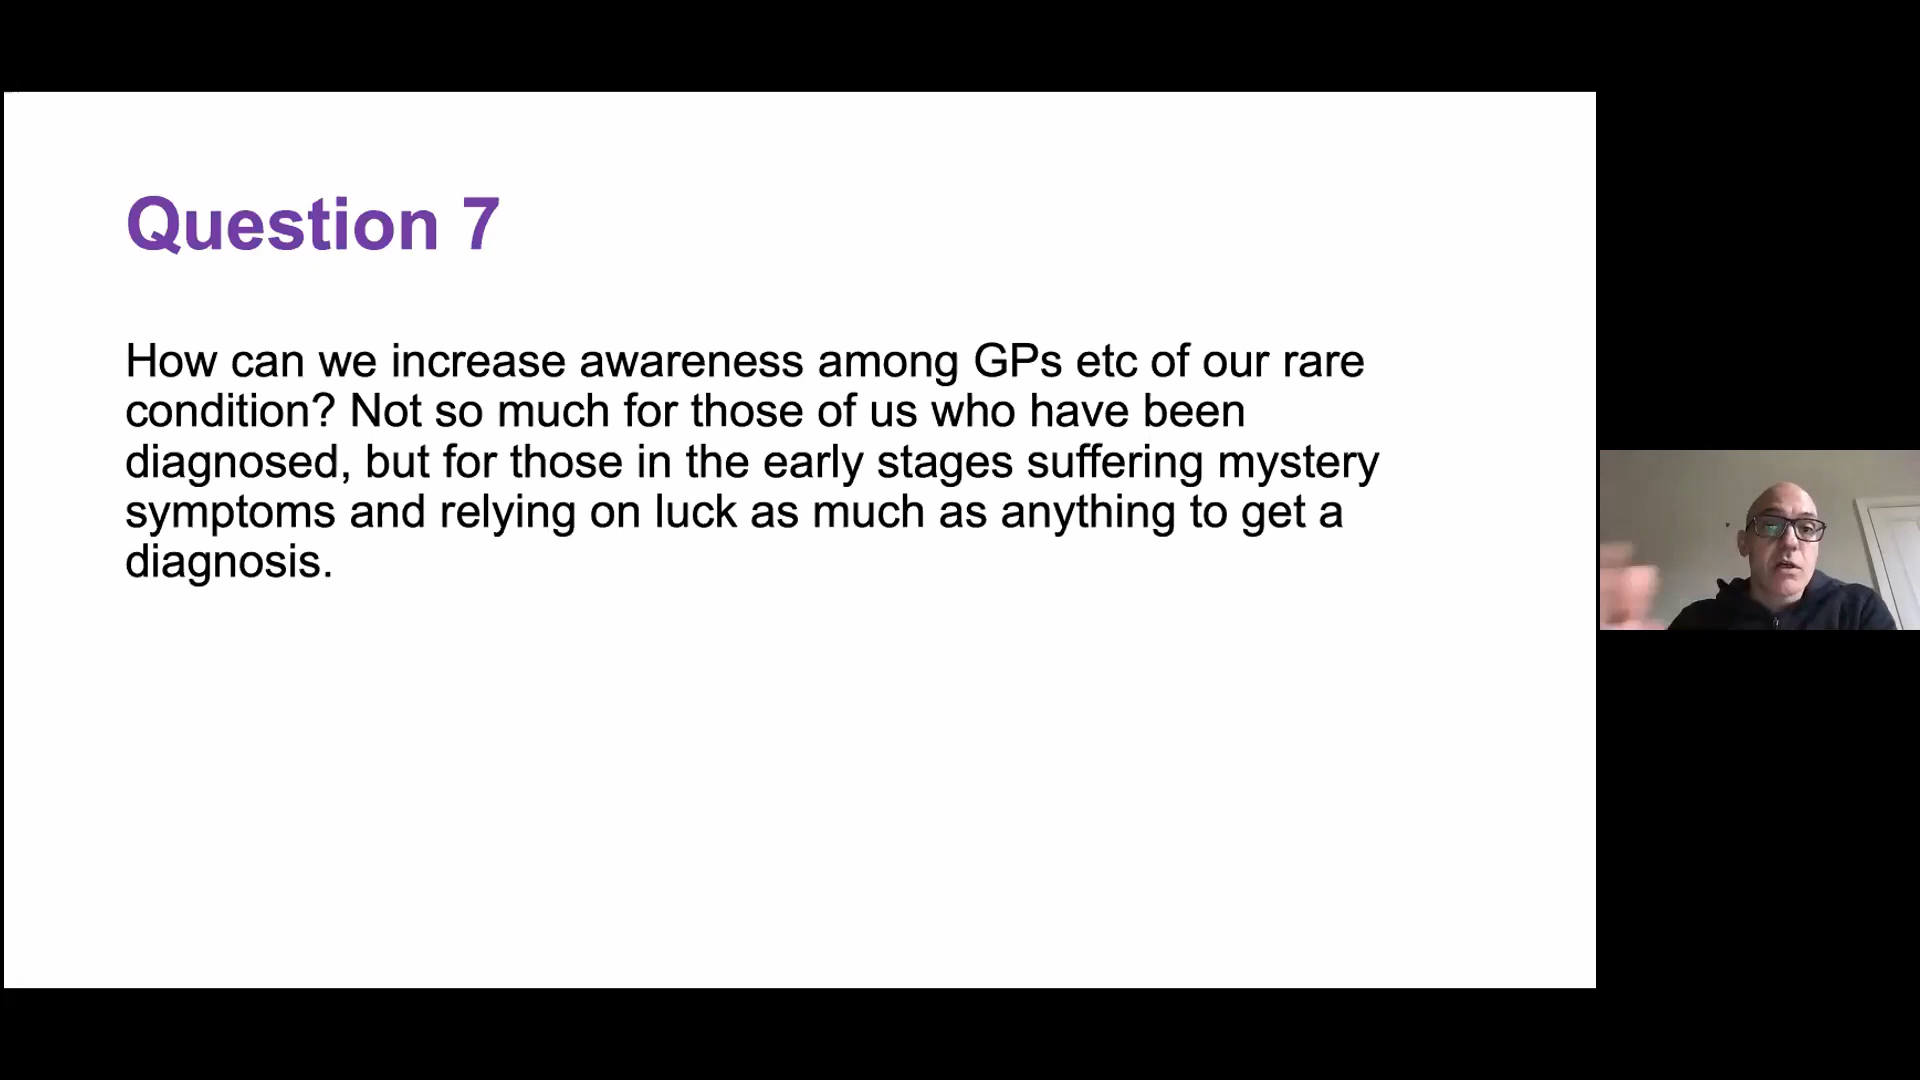 Question 7
How can we increase awareness among GPs etc of our rare
condition? Not so much for those of us who have been
diagnosed, but for those in the early stages suffering mystery
symptoms and relying on luck as much as anything to get a
diagnosis.